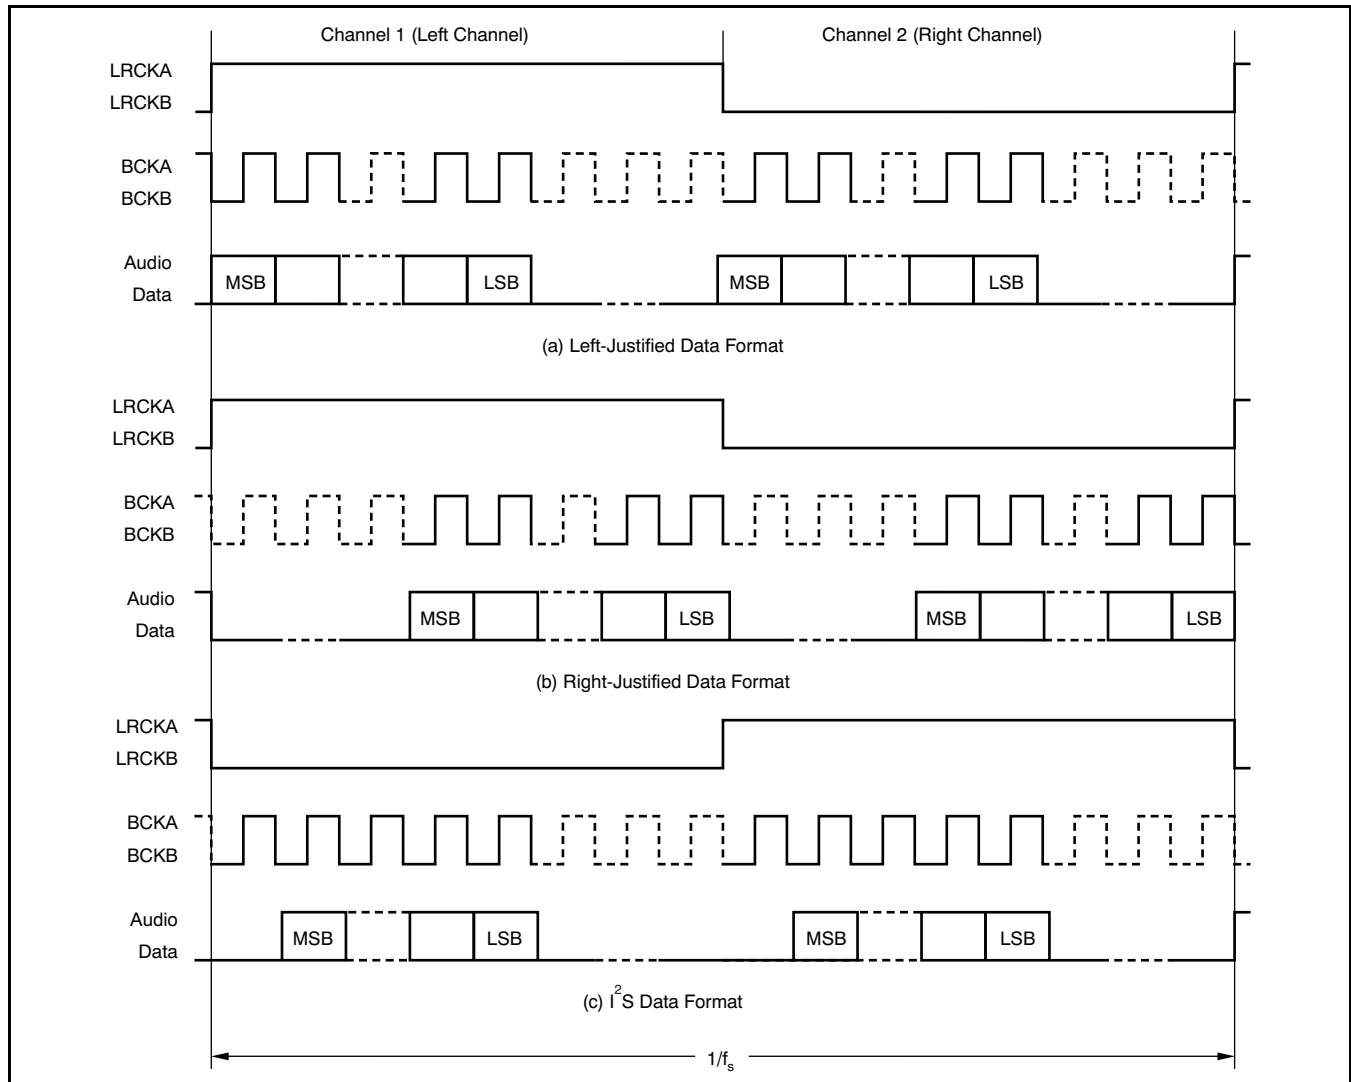 Channel 1 (Left Channel) Channel 2 (Right Channel)
LRCKA
LRCKB
BCKA
BCKB
Audio
Data
MSB LSB MSB LSB
(a) Left-Justified Data Format
LRCKA
LRCKB
BCKA
BCKB
Audio
Data
MSB LSB MSB LSB
(b) Right-Justified Data Format
LRCKA
LRCKB
BCKA
BCKB
Audio
Data
MSB LSB MSB LSB
(c) I²S Data Format
1/fₛ